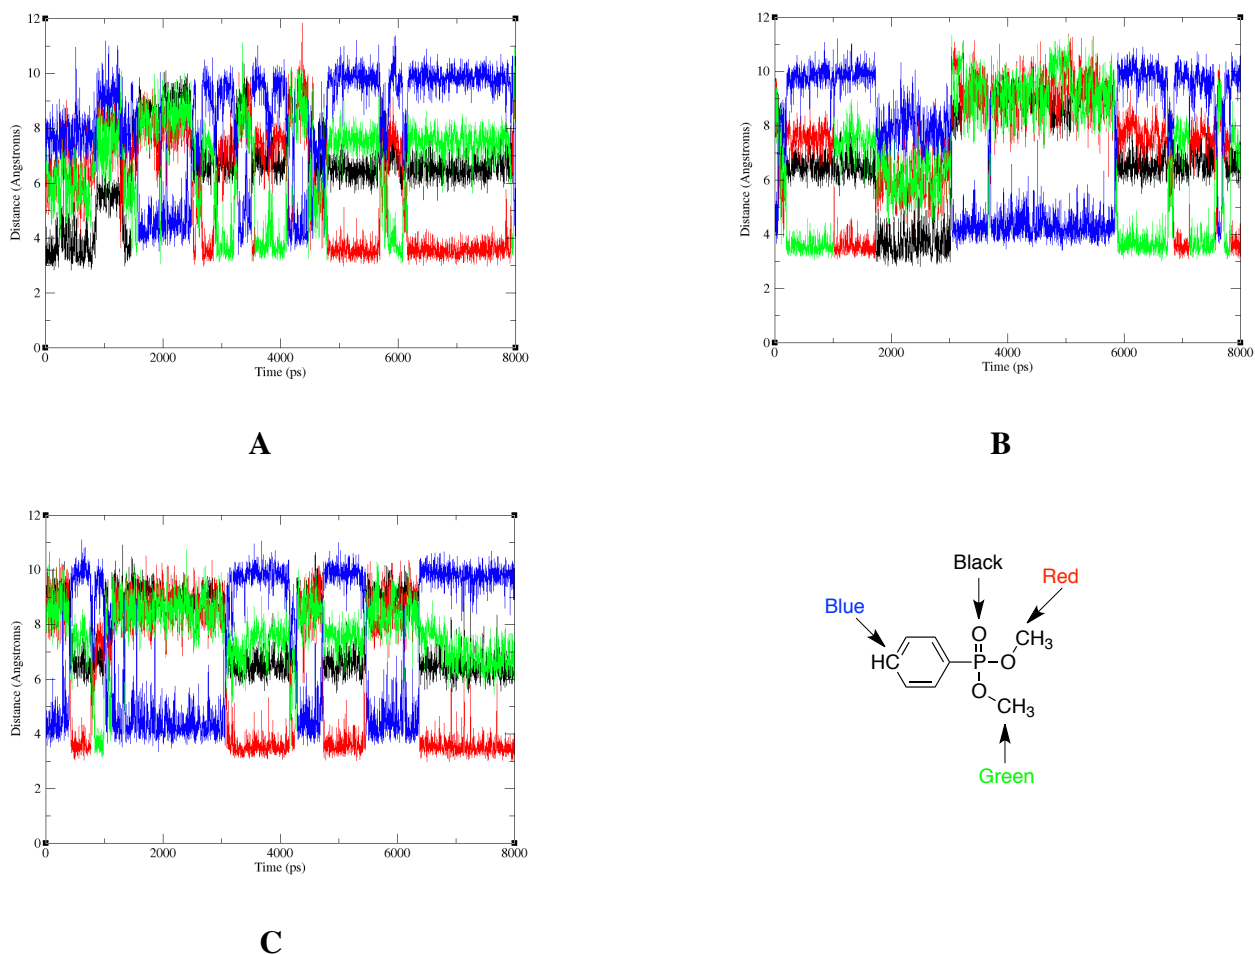 12
10
8
6
4
2
0
Distance (Angstroms)
0 2000 4000 6000 8000
Time (ps)
A
12
10
8
6
4
2
0
Distance (Angstroms)
0 2000 4000 6000 8000
Time (ps)
B
12
10
8
6
4
2
0
Distance (Angstroms)
0 2000 4000 6000 8000
Time (ps)
C
Black
Red
Blue
O
CH3
HC P O
O
CH3
Green